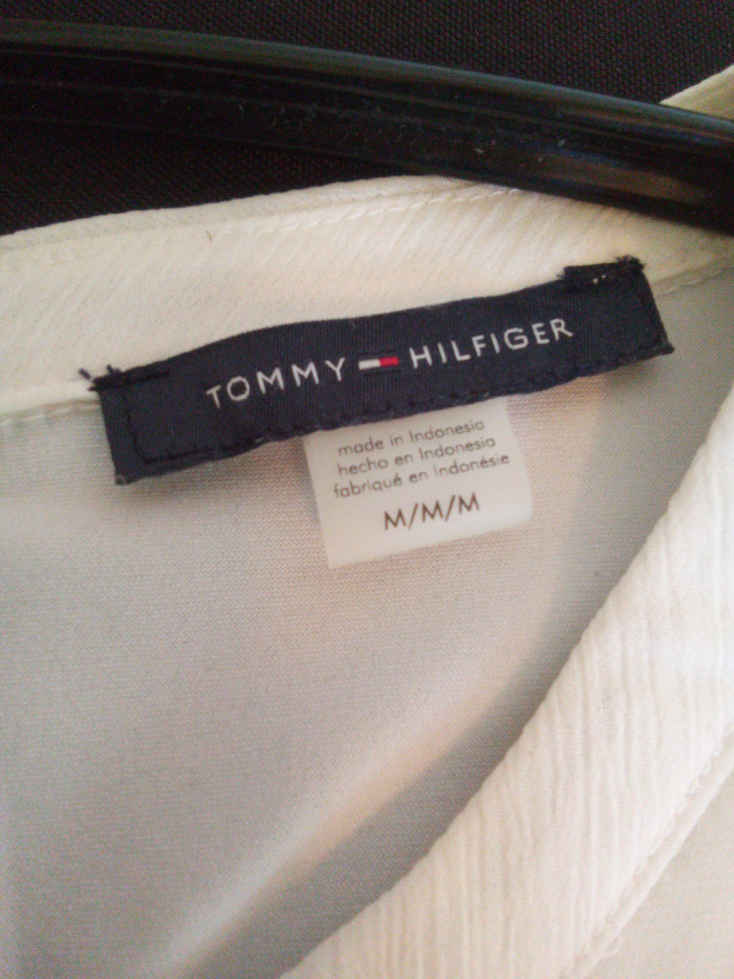 TOMMY HILFIGER
made in Indonesia
hecho en Indonesia
fabriqué en Indonésie
M/M/M